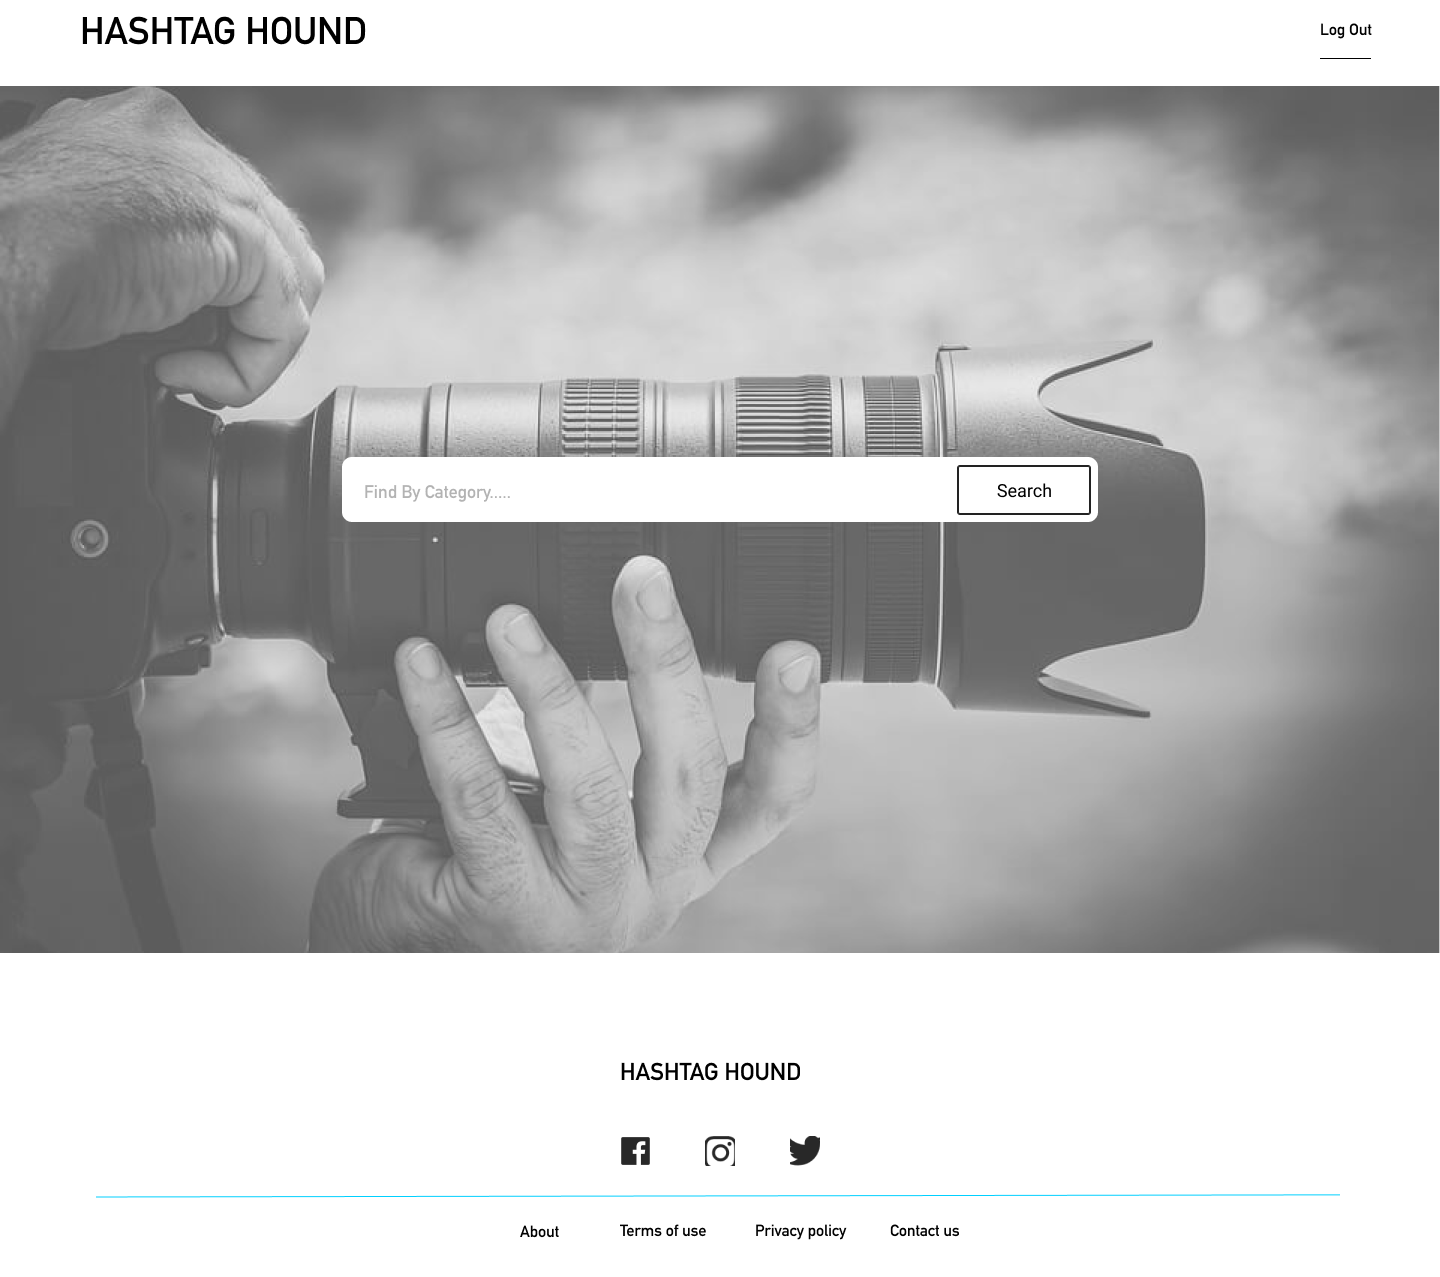 HASHTAG HOUND
Log Out
Find By Category.....
Search
HASHTAG HOUND
About
Terms of use
Privacy policy
Contact us